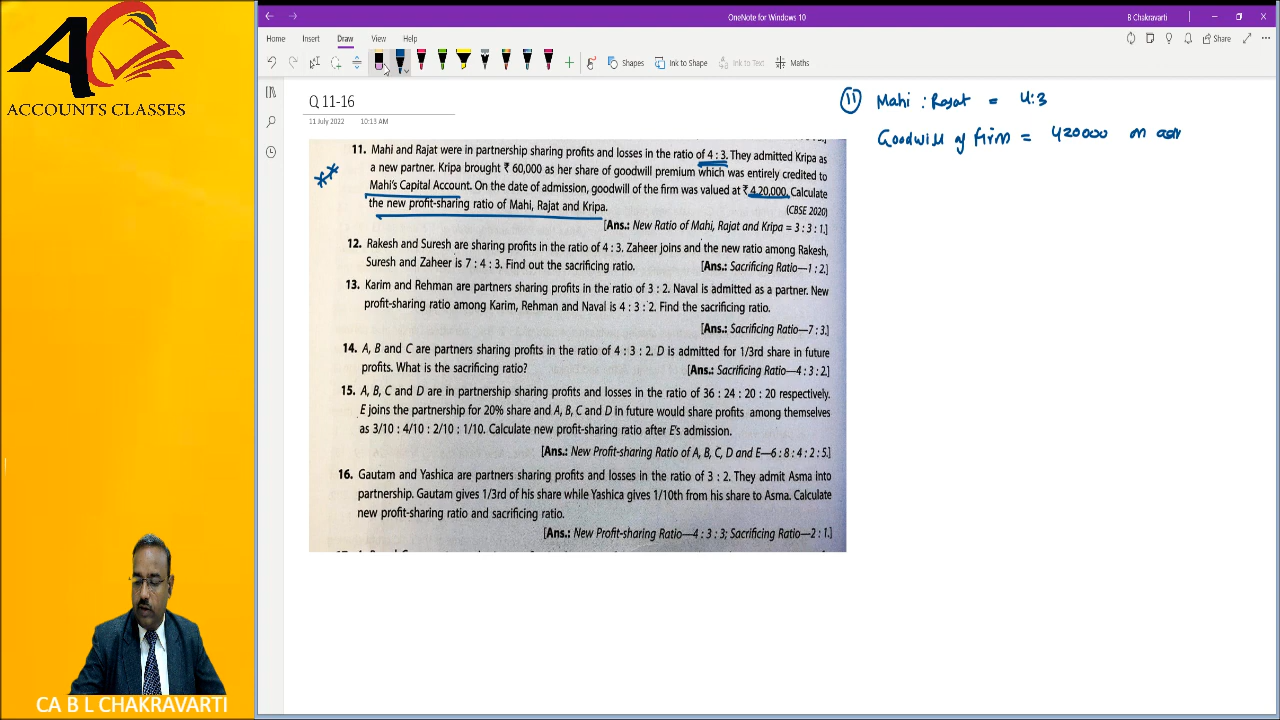 AC
ACCOUNTS CLASSES
OneNote for Windows 10
B Chakravarti
Home Insert Draw View Help
Share
Shapes Ink to Shape Ink to Text Maths
Q 11-16
11 July 2022 10:13 AM
11. Mahi and Rajat were in partnership sharing profits and losses in the ratio of 4 : 3. They admitted Kripa as
a new partner. Kripa brought ₹ 60,000 as her share of goodwill premium which was entirely credited to
Mahi's Capital Account. On the date of admission, goodwill of the firm was valued at ₹ 4,20,000. Calculate
the new profit-sharing ratio of Mahi, Rajat and Kripa. (CBSE 2020)
[Ans.: New Ratio of Mahi, Rajat and Kripa = 3 : 3 : 1.]
12. Rakesh and Suresh are sharing profits in the ratio of 4 : 3. Zaheer joins and the new ratio among Rakesh,
Suresh and Zaheer is 7 : 4 : 3. Find out the sacrificing ratio. [Ans.: Sacrificing Ratio—1 : 2.]
13. Karim and Rehman are partners sharing profits in the ratio of 3 : 2. Naval is admitted as a partner. New
profit-sharing ratio among Karim, Rehman and Naval is 4 : 3 : 2. Find the sacrificing ratio.
[Ans.: Sacrificing Ratio—7 : 3.]
14. A, B and C are partners sharing profits in the ratio of 4 : 3 : 2. D is admitted for 1/3rd share in future
profits. What is the sacrificing ratio? [Ans.: Sacrificing Ratio—4 : 3 : 2.]
15. A, B, C and D are in partnership sharing profits and losses in the ratio of 36 : 24 : 20 : 20 respectively.
E joins the partnership for 20% share and A, B, C and D in future would share profits among themselves
as 3/10 : 4/10 : 2/10 : 1/10. Calculate new profit-sharing ratio after E's admission.
[Ans.: New Profit-sharing Ratio of A, B, C, D and E—6 : 8 : 4 : 2 : 5.]
16. Gautam and Yashica are partners sharing profits and losses in the ratio of 3 : 2. They admit Asma into
partnership. Gautam gives 1/3rd of his share while Yashica gives 1/10th from his share to Asma. Calculate
new profit-sharing ratio and sacrificing ratio.
[Ans.: New Profit-sharing Ratio—4 : 3 : 3; Sacrificing Ratio—2 : 1.]
11 Mahi : Rajat = 4:3
Goodwill of firm = 420000 on
CA B L CHAKRAVARTI